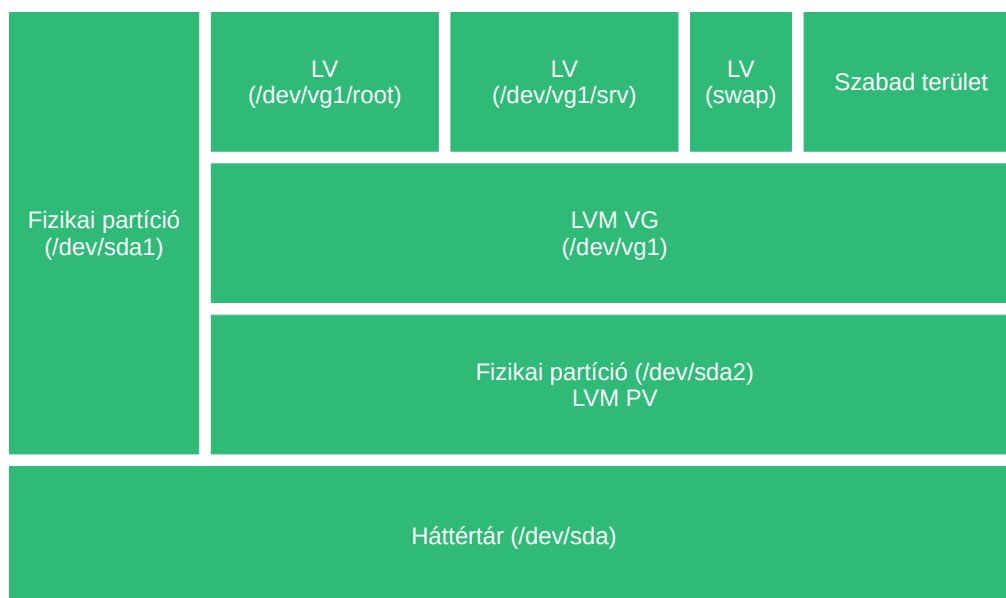 LV
(/dev/vg1/root)
LV
(/dev/vg1/srv)
LV
(swap)
Szabad terület
Fizikai partíció
(/dev/sda1)
LVM VG
(/dev/vg1)
Fizikai partíció (/dev/sda2)
LVM PV
Háttértár (/dev/sda)